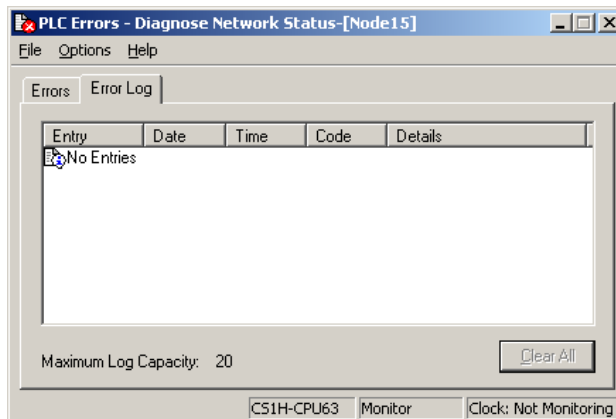 PLC Errors - Diagnose Network Status-[Node15]
File Options Help
Errors Error Log
Entry Date Time Code Details
No Entries
Maximum Log Capacity: 20 Clear All
CS1H-CPU63 Monitor Clock: Not Monitoring